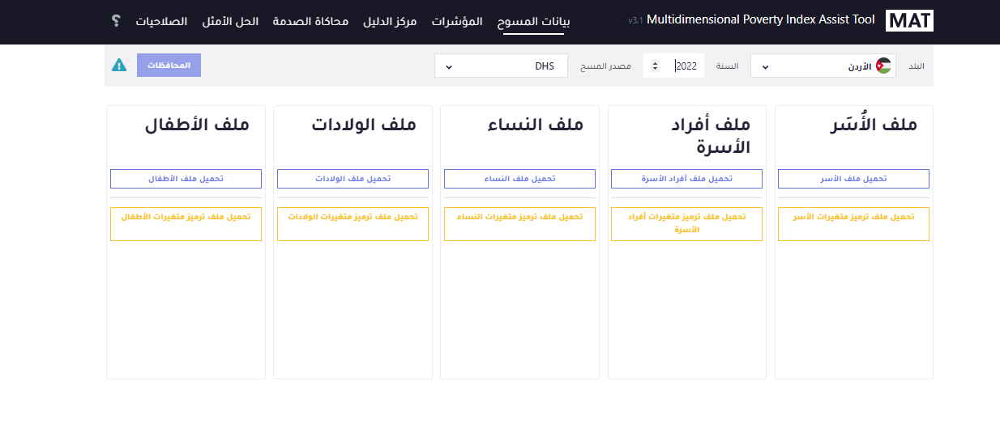 MAT
Multidimensional Poverty Index Assist Tool v3.1
بيانات المسوح
المؤشرات
مركز الدليل
محاكاة الصدمة
الحل الأمثل
الصلاحيات
؟
البلد
الأردن
السنة
2022
مصدر المسح
DHS
المحافظات
ملف الأُسَر
تحميل ملف الأسر
تحميل ملف ترميز متغيرات الأسر
ملف أفراد
الأسرة
تحميل ملف أفراد الأسرة
تحميل ملف ترميز متغيرات أفراد
الأسرة
ملف النساء
تحميل ملف النساء
تحميل ملف ترميز متغيرات النساء
ملف الولادات
تحميل ملف الولادات
تحميل ملف ترميز متغيرات الولادات
ملف الأطفال
تحميل ملف الأطفال
تحميل ملف ترميز متغيرات الأطفال